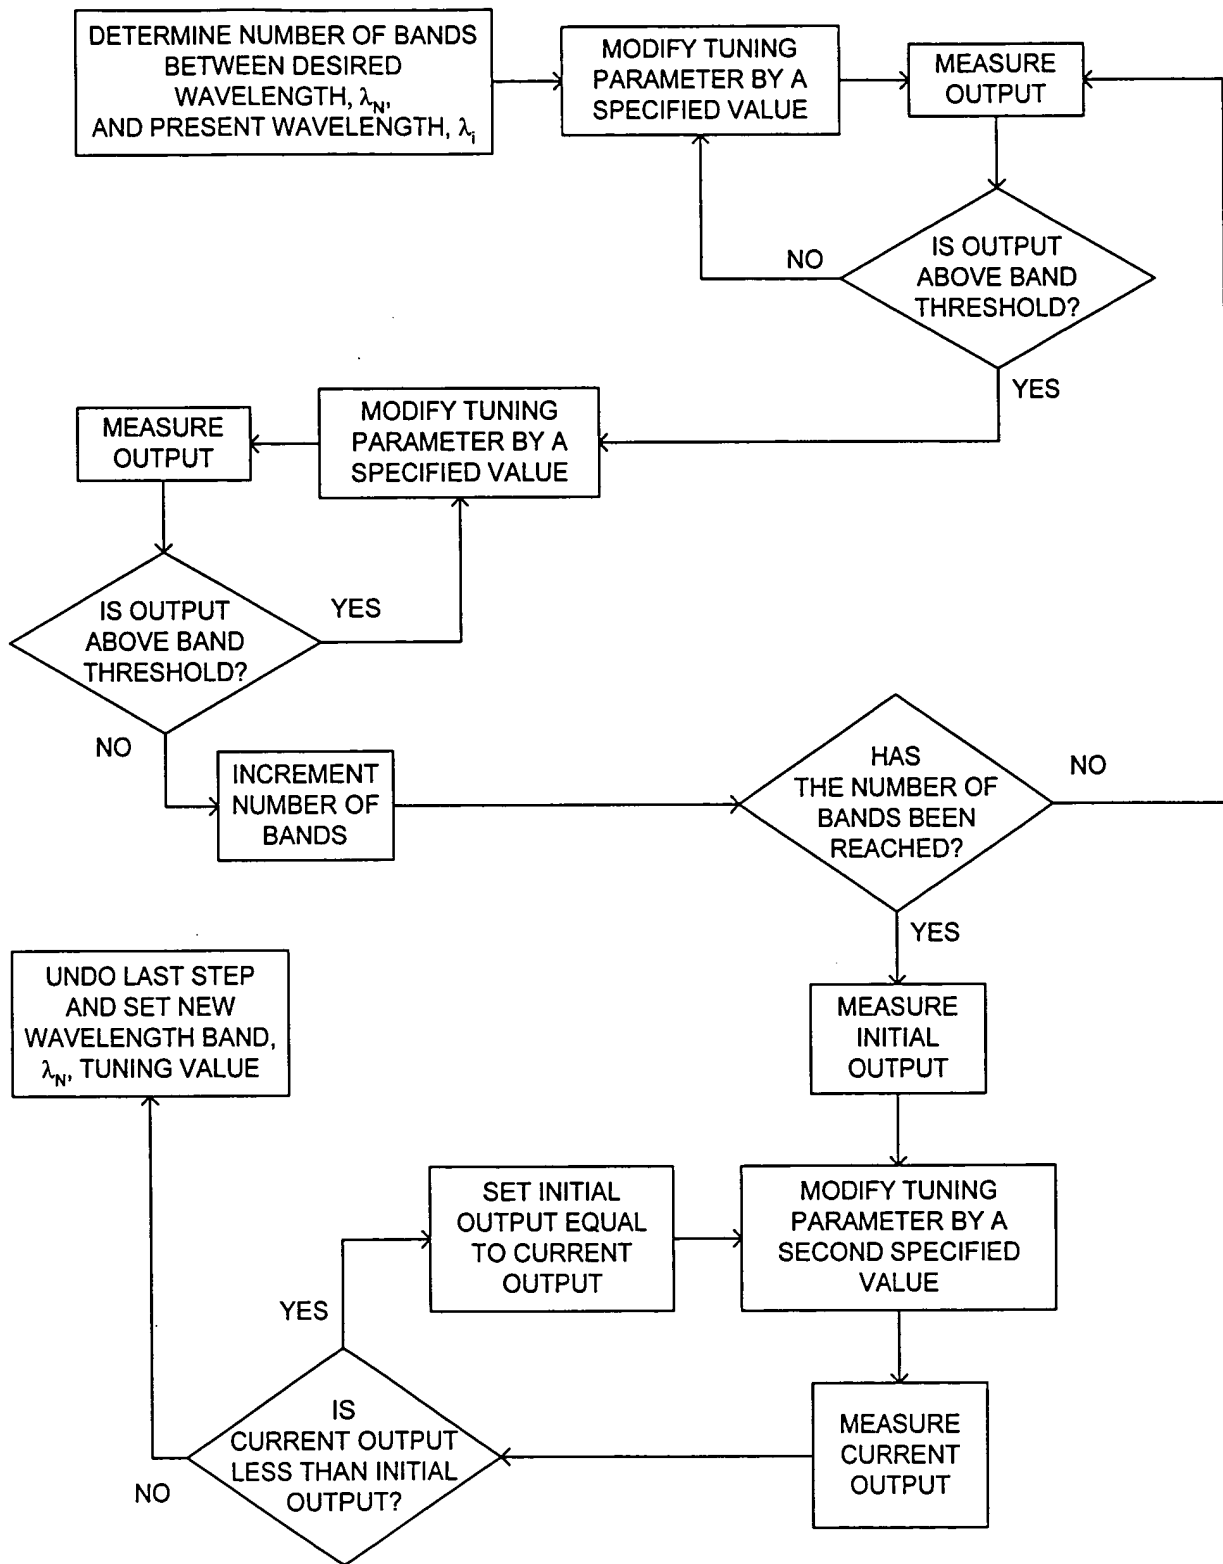 DETERMINE NUMBER OF BANDS
BETWEEN DESIRED
WAVELENGTH, λN,
AND PRESENT WAVELENGTH, λi
MODIFY TUNING
PARAMETER BY A
SPECIFIED VALUE
MEASURE
OUTPUT
IS OUTPUT
ABOVE BAND
THRESHOLD?
NO
YES
MODIFY TUNING
PARAMETER BY A
SPECIFIED VALUE
MEASURE
OUTPUT
IS OUTPUT
ABOVE BAND
THRESHOLD?
YES
NO
INCREMENT
NUMBER OF
BANDS
HAS
THE NUMBER OF
BANDS BEEN
REACHED?
NO
YES
MEASURE
INITIAL
OUTPUT
MODIFY TUNING
PARAMETER BY A
SECOND SPECIFIED
VALUE
MEASURE
CURRENT
OUTPUT
IS
CURRENT OUTPUT
LESS THAN INITIAL
OUTPUT?
YES
SET INITIAL
OUTPUT EQUAL
TO CURRENT
OUTPUT
NO
UNDO LAST STEP
AND SET NEW
WAVELENGTH BAND,
λN, TUNING VALUE